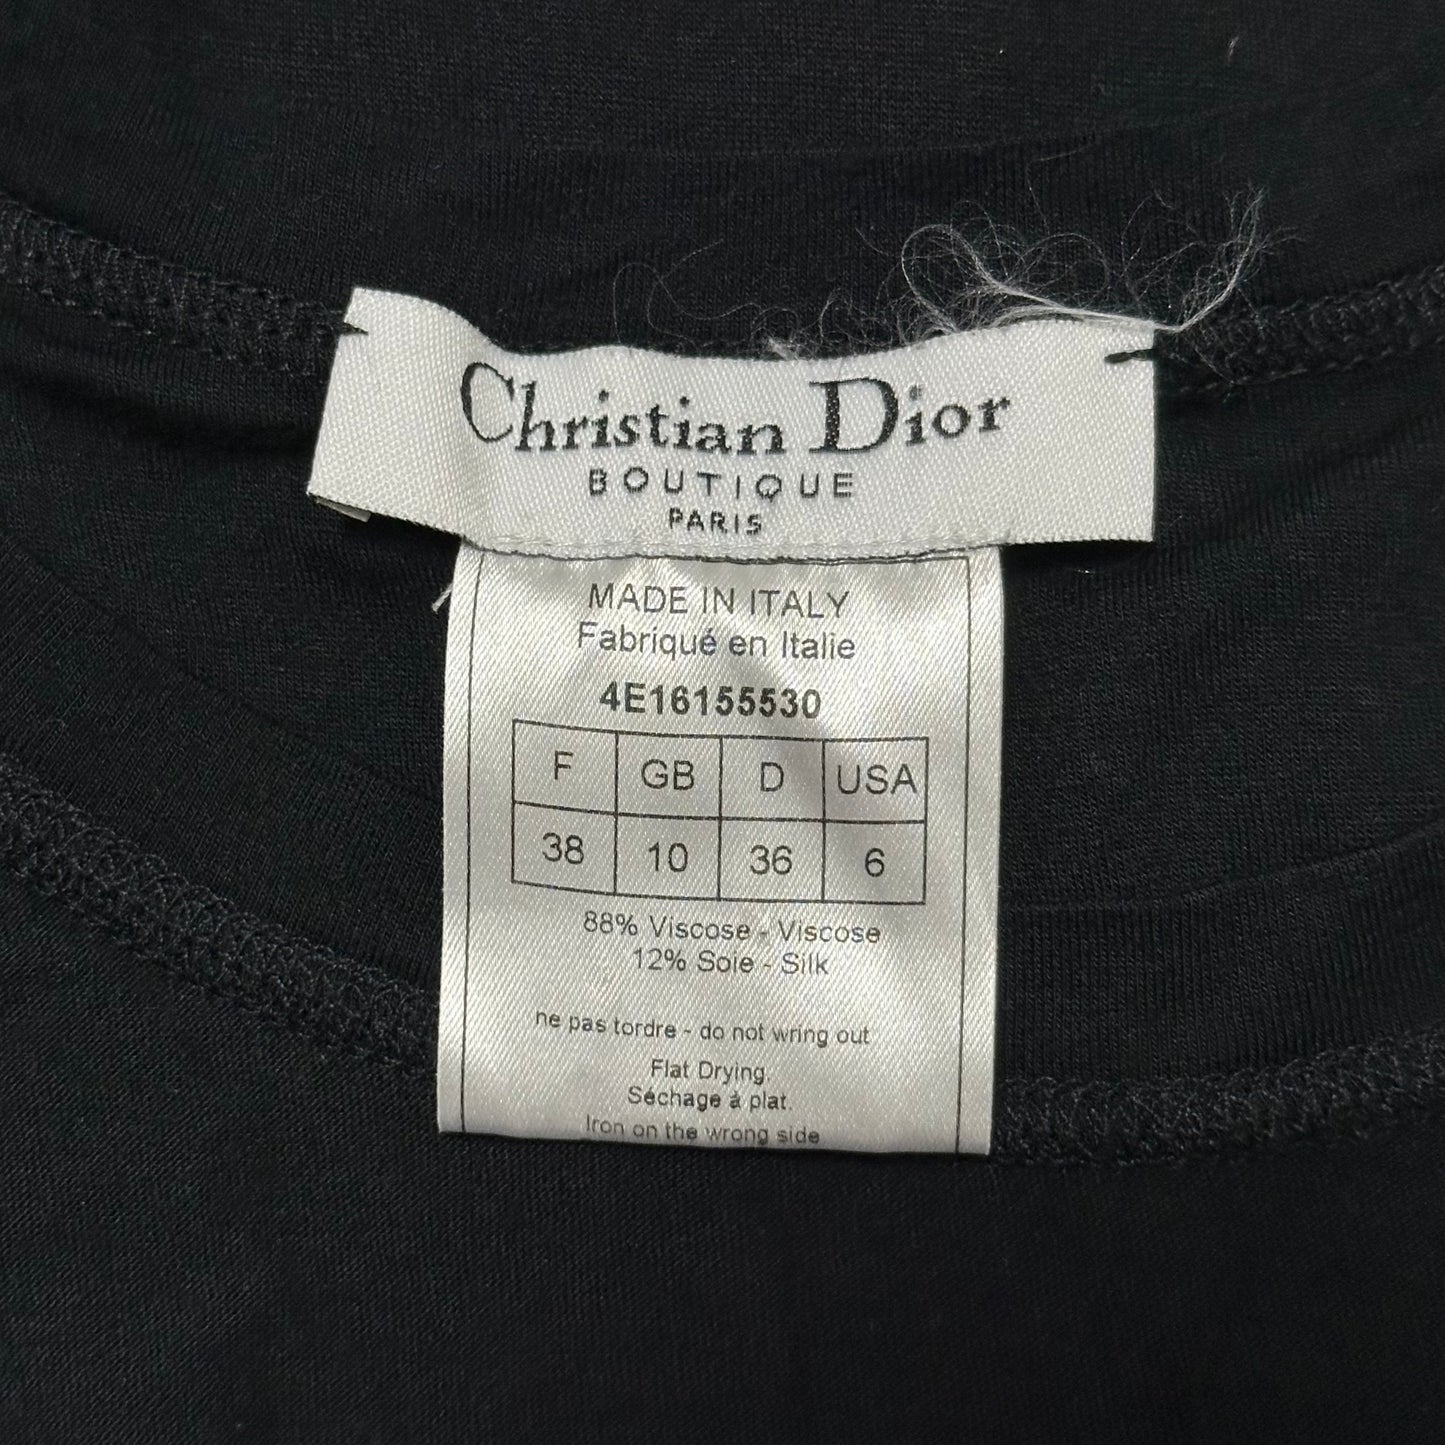 Christian Dior
BOUTIQUE
PARIS
MADE IN ITALY
Fabriqué en Italie
4E16155530
F GB D USA
38 10 36 6
88% Viscose - Viscose
12% Soie - Silk
ne pas tordre - do not wring out
Flat Drying.
Séchage à plat.
Iron on the wrong side